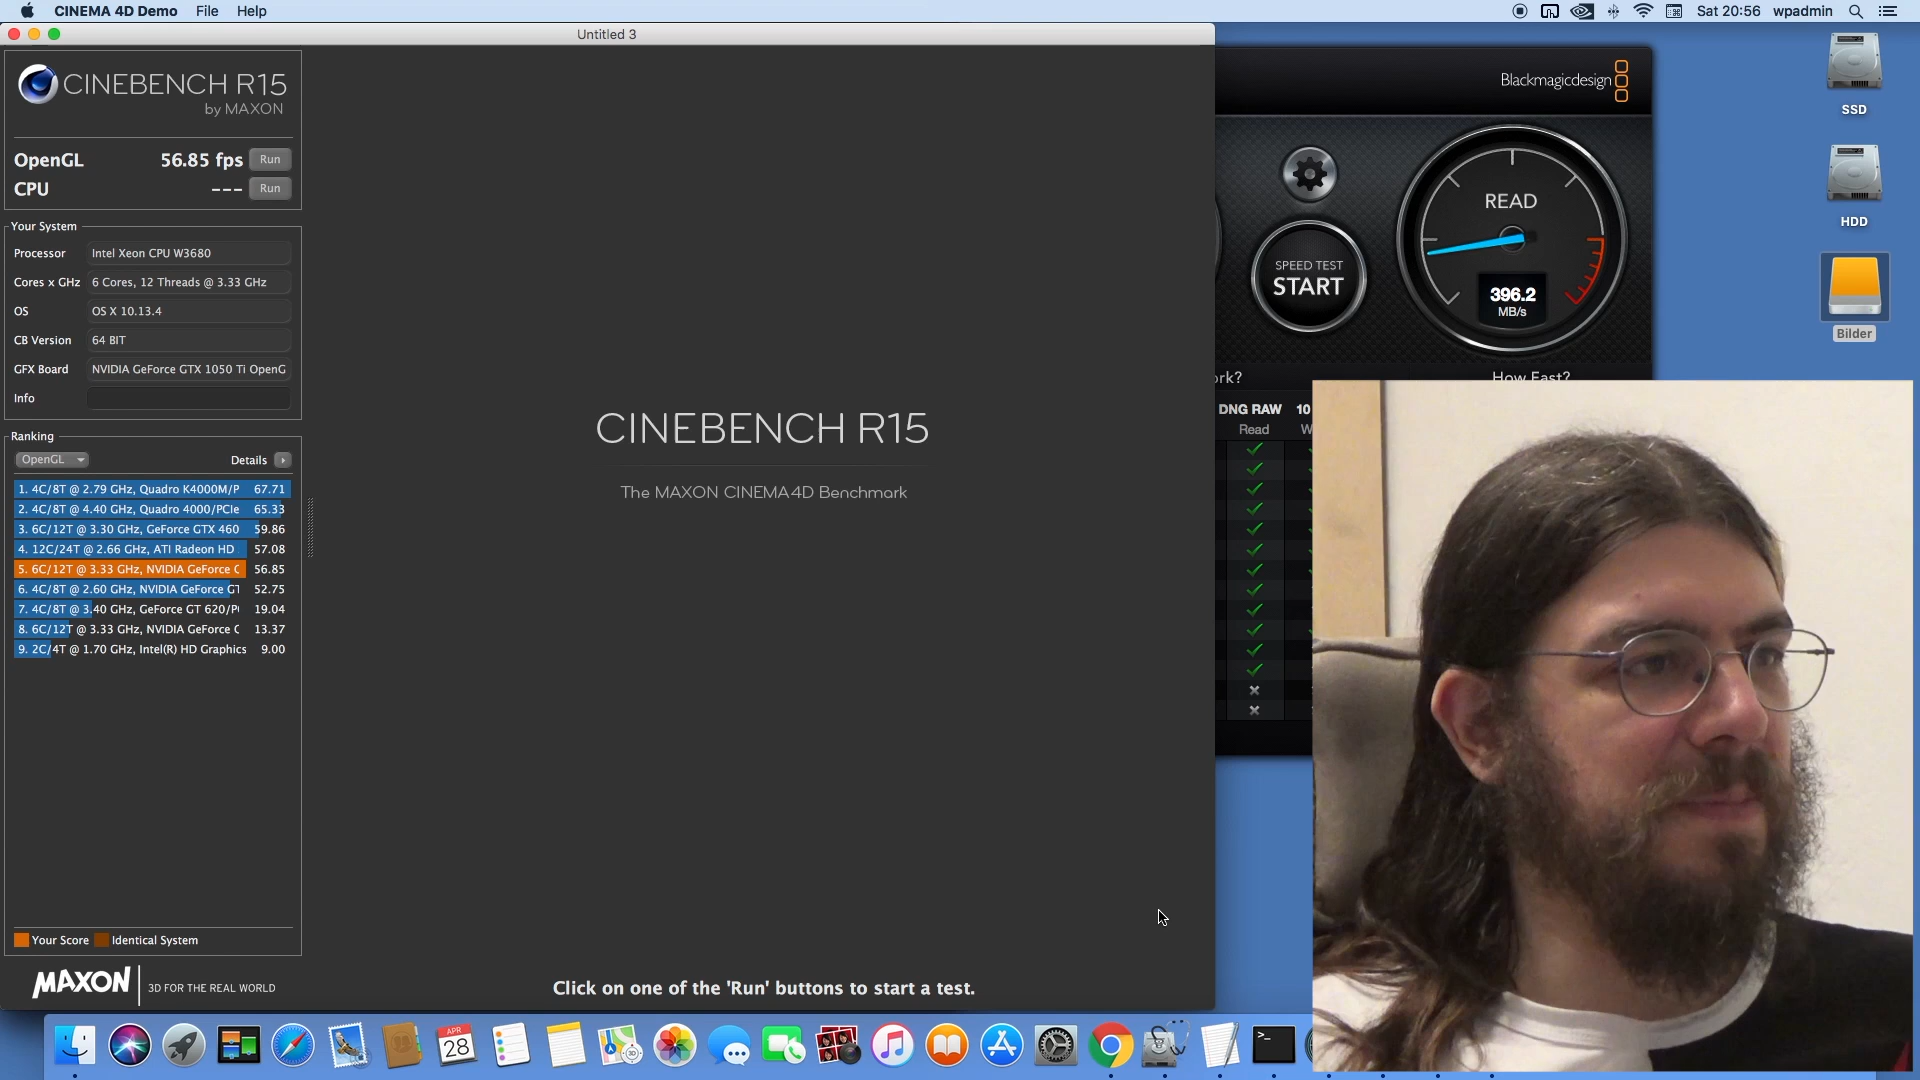 CINEMA 4D Demo File Help
Sat 20:56 wpadmin
Untitled 3
CINEBENCH R15
by MAXON
OpenGL 56.85 fps Run
CPU --- Run
Your System
Processor Intel Xeon CPU W3680
Cores x GHz 6 Cores, 12 Threads @ 3.33 GHz
OS OS X 10.13.4
CB Version 64 BIT
GFX Board NVIDIA GeForce GTX 1050 Ti OpenG
Info
Ranking
OpenGL Details
1. 4C/8T @ 2.79 GHz, Quadro K4000M/P 67.71
2. 4C/8T @ 4.40 GHz, Quadro 4000/PCIe 65.33
3. 6C/12T @ 3.30 GHz, GeForce GTX 460 59.86
4. 12C/24T @ 2.66 GHz, ATI Radeon HD 57.08
5. 6C/12T @ 3.33 GHz, NVIDIA GeForce G 56.85
6. 4C/8T @ 2.60 GHz, NVIDIA GeForce GT 52.75
7. 4C/8T @ 3.40 GHz, GeForce GT 620/P 19.04
8. 6C/12T @ 3.33 GHz, NVIDIA GeForce G 13.37
9. 2C/4T @ 1.70 GHz, Intel(R) HD Graphics 9.00
Your Score Identical System
MAXON 3D FOR THE REAL WORLD
CINEBENCH R15
The MAXON CINEMA4D Benchmark
Click on one of the 'Run' buttons to start a test.
Blackmagicdesign
READ
SPEED TEST
START
396.2
MB/s
rk? How Fast?
DNG RAW 10
Read W
SSD
HDD
Bilder
APR
28
3D
>_